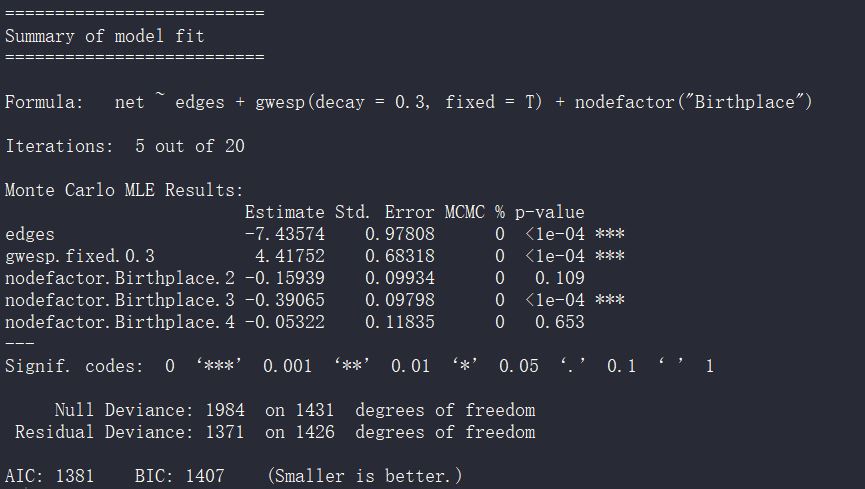 ==========================
Summary of model fit
==========================
Formula:   net ~ edges + gwesp(decay = 0.3, fixed = T) + nodefactor("Birthplace")
Iterations:  5 out of 20
Monte Carlo MLE Results:
                        Estimate Std. Error MCMC % p-value
edges                   -7.43574    0.97808      0  <1e-04 ***
gwesp.fixed.0.3          4.41752    0.68318      0  <1e-04 ***
nodefactor.Birthplace.2 -0.15939    0.09934      0   0.109
nodefactor.Birthplace.3 -0.39065    0.09798      0  <1e-04 ***
nodefactor.Birthplace.4 -0.05322    0.11835      0   0.653
---
Signif. codes:  0 ‘***’ 0.001 ‘**’ 0.01 ‘*’ 0.05 ‘.’ 0.1 ‘ ’ 1
     Null Deviance: 1984  on 1431  degrees of freedom
 Residual Deviance: 1371  on 1426  degrees of freedom
AIC: 1381    BIC: 1407    (Smaller is better.)